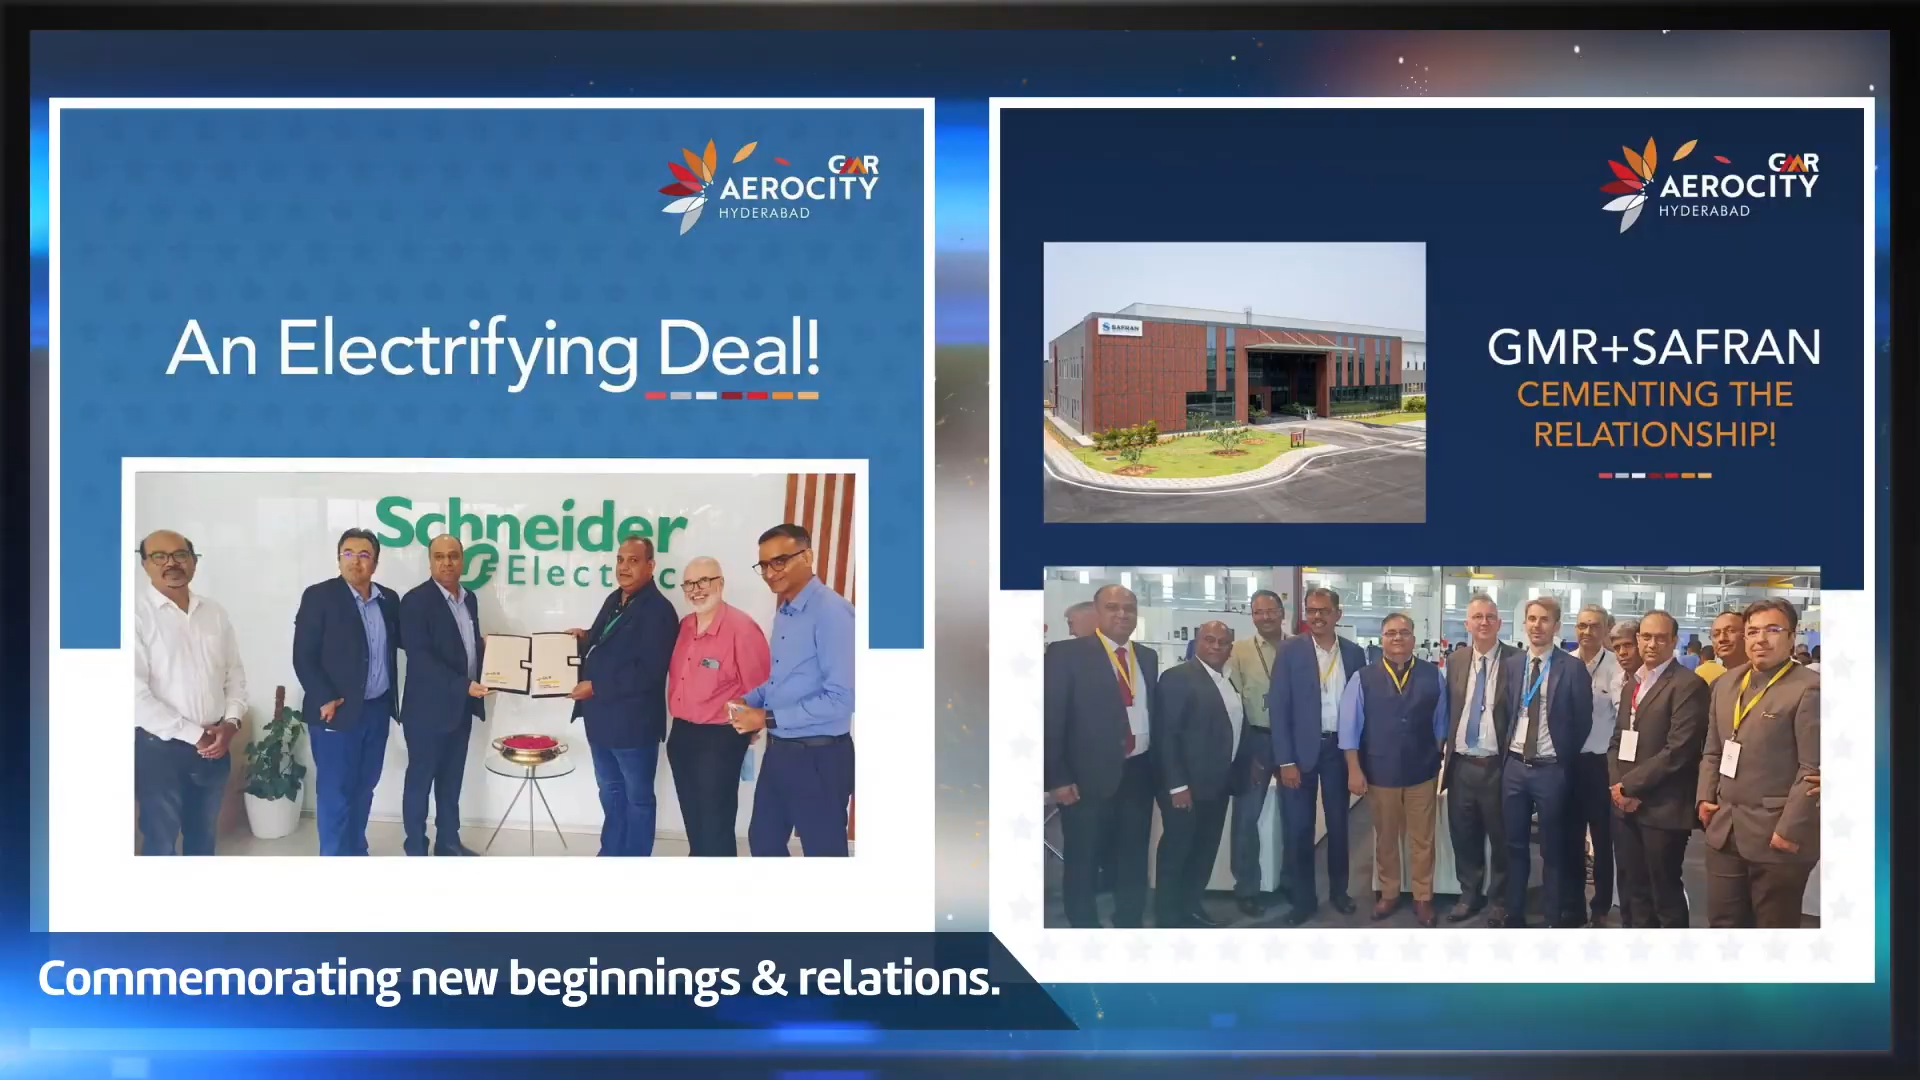 GMR
AEROCITY
HYDERABAD
An Electrifying Deal!
Schneider
Electric
GMR
AEROCITY
HYDERABAD
SAFRAN
GMR+SAFRAN
CEMENTING THE
RELATIONSHIP!
Commemorating new beginnings & relations.